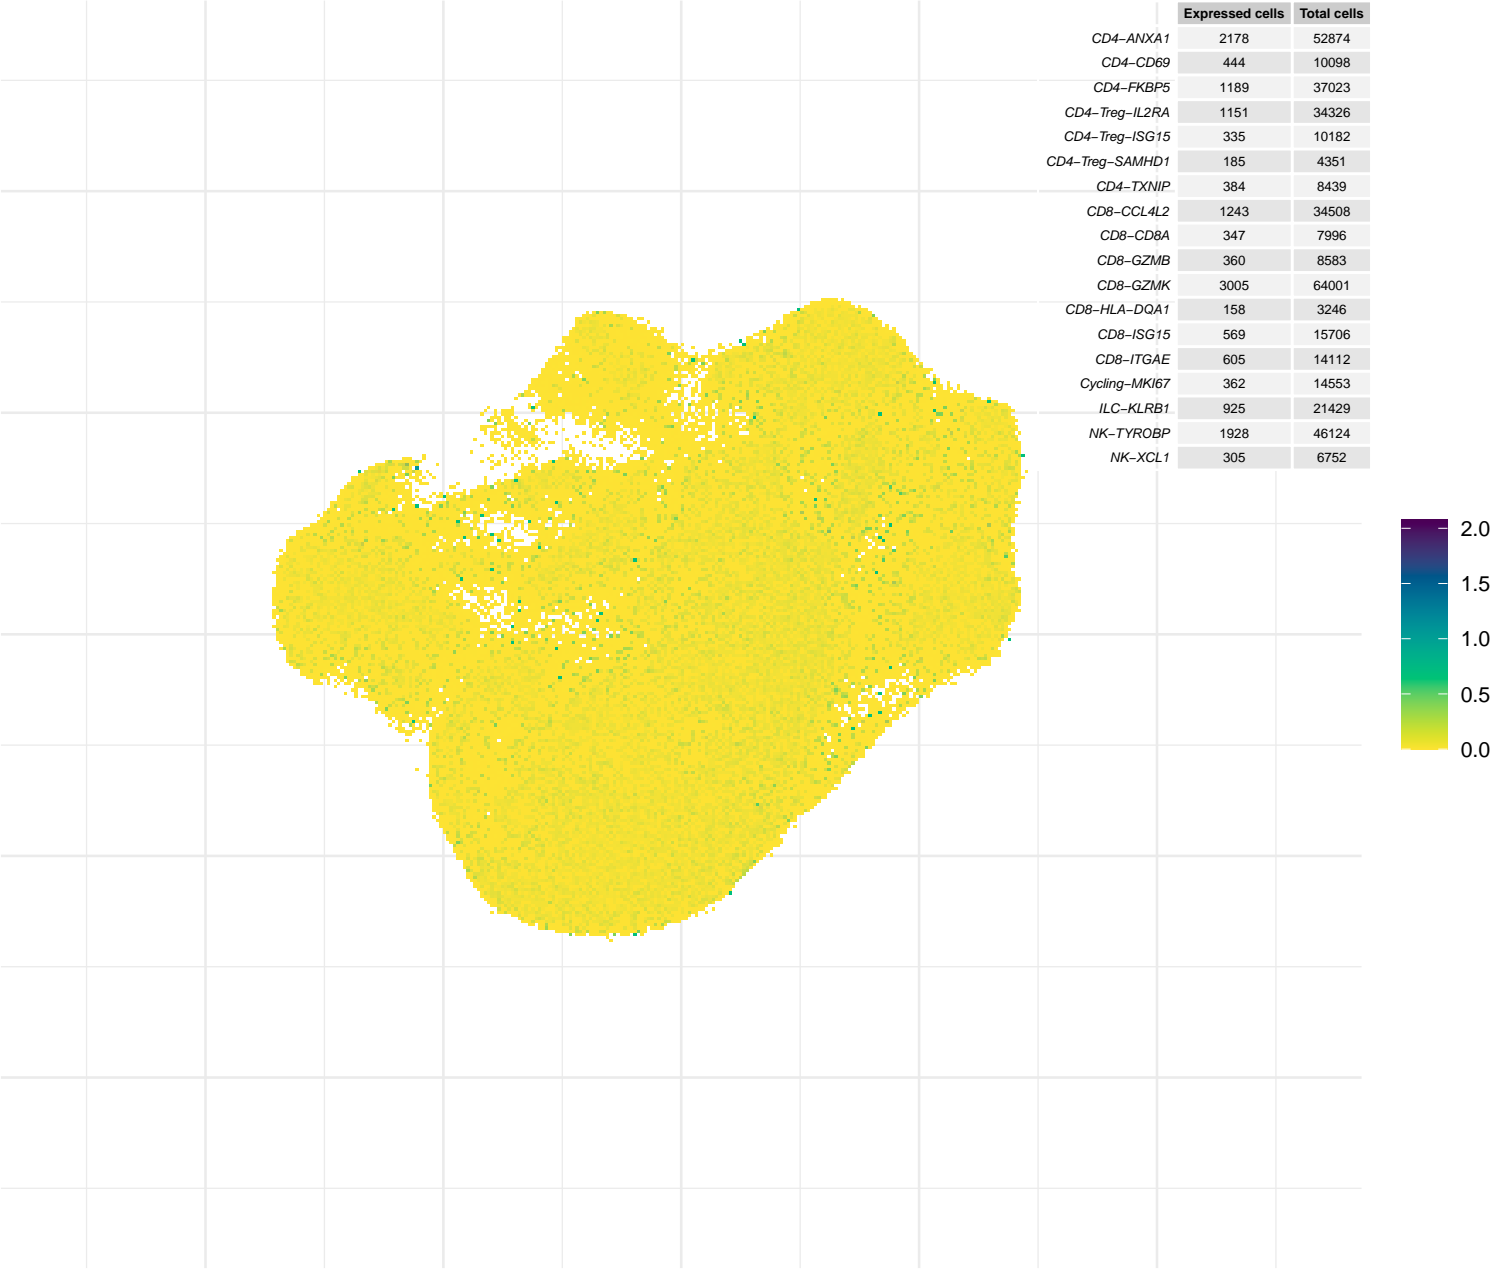 Expressed cells Total cells
CD4−ANXA1 2178 52874
CD4−CD69 444 10098
CD4−FKBP5 1189 37023
CD4−Treg−IL2RA 1151 34326
CD4−Treg−ISG15 335 10182
CD4−Treg−SAMHD1 185 4351
CD4−TXNIP 384 8439
CD8−CCL4L2 1243 34508
CD8−CD8A 347 7996
CD8−GZMB 360 8583
CD8−GZMK 3005 64001
CD8−HLA−DQA1 158 3246
CD8−ISG15 569 15706
CD8−ITGAE 605 14112
Cycling−MKI67 362 14553
ILC−KLRB1 925 21429
NK−TYROBP 1928 46124
NK−XCL1 305 6752
2.0
1.5
1.0
0.5
0.0